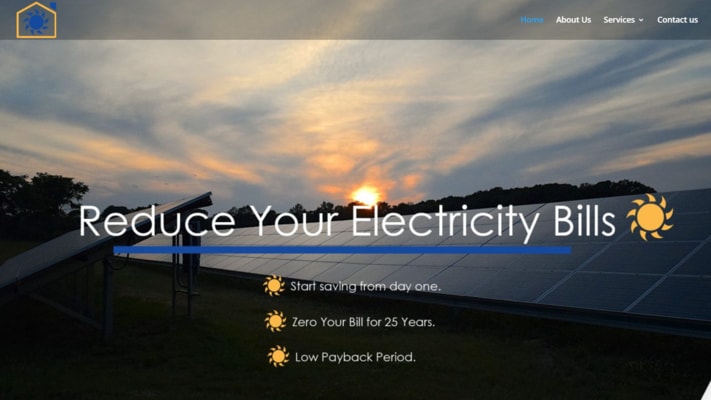 Home
About Us
Services
Contact us
Reduce Your Electricity Bills
Start saving from day one.
Zero Your Bill for 25 Years.
Low Payback Period.